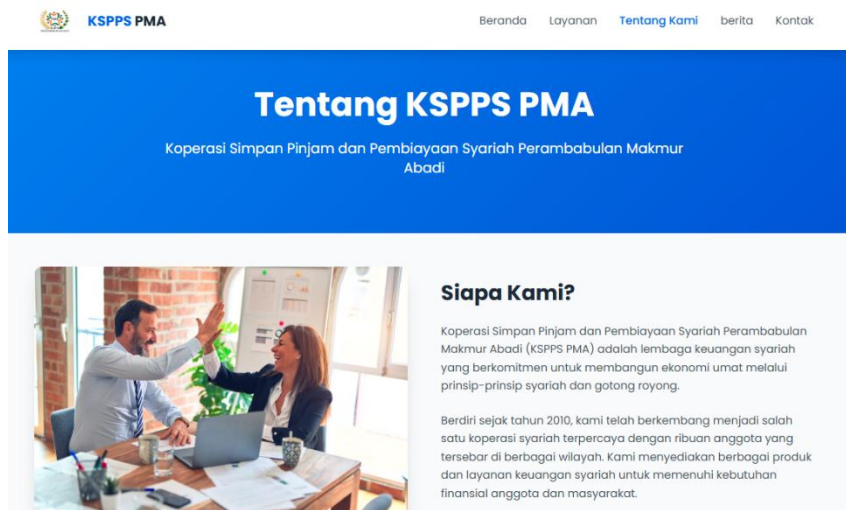 KSPPS PMA
Beranda Layanan Tentang Kami berita Kontak
Tentang KSPPS PMA
Koperasi Simpan Pinjam dan Pembiayaan Syariah Perambabulan Makmur
Abadi
Siapa Kami?
Koperasi Simpan Pinjam dan Pembiayaan Syariah Perambabulan
Makmur Abadi (KSPPS PMA) adalah lembaga keuangan syariah
yang berkomitmen untuk membangun ekonomi umat melalui
prinsip-prinsip syariah dan gotong royong.
Berdiri sejak tahun 2010, kami telah berkembang menjadi salah
satu koperasi syariah terpercaya dengan ribuan anggota yang
tersebar di berbagai wilayah. Kami menyediakan berbagai produk
dan layanan keuangan syariah untuk memenuhi kebutuhan
finansial anggota dan masyarakat.